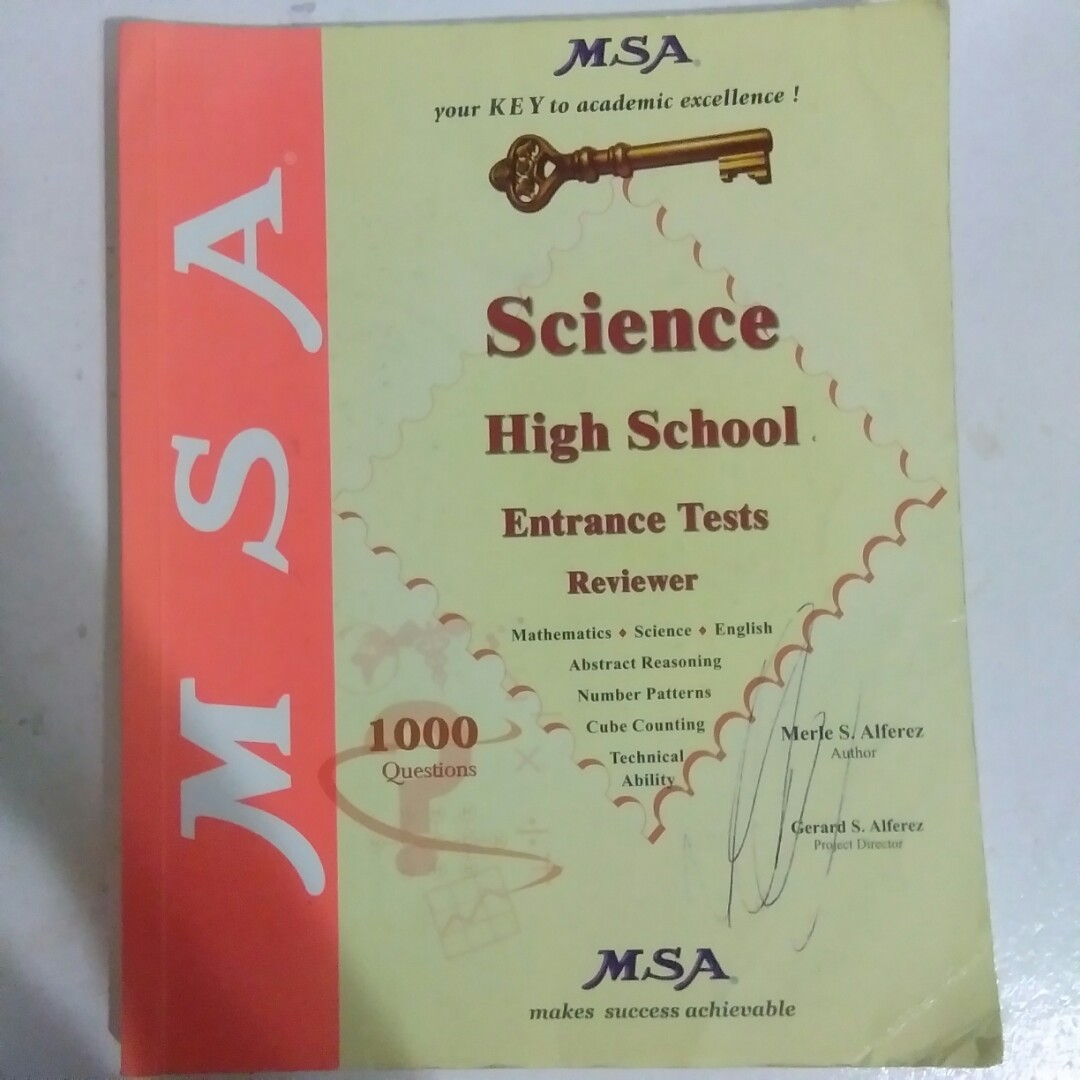 MSA
MSA
your KEY to academic excellence !
Science
High School
Entrance Tests
Reviewer
Mathematics ♦ Science ♦ English
Abstract Reasoning
Number Patterns
Cube Counting
Technical
Ability
1000
Questions
Merle S. Alferez
Author
Gerard S. Alferez
Project Director
MSA
makes success achievable